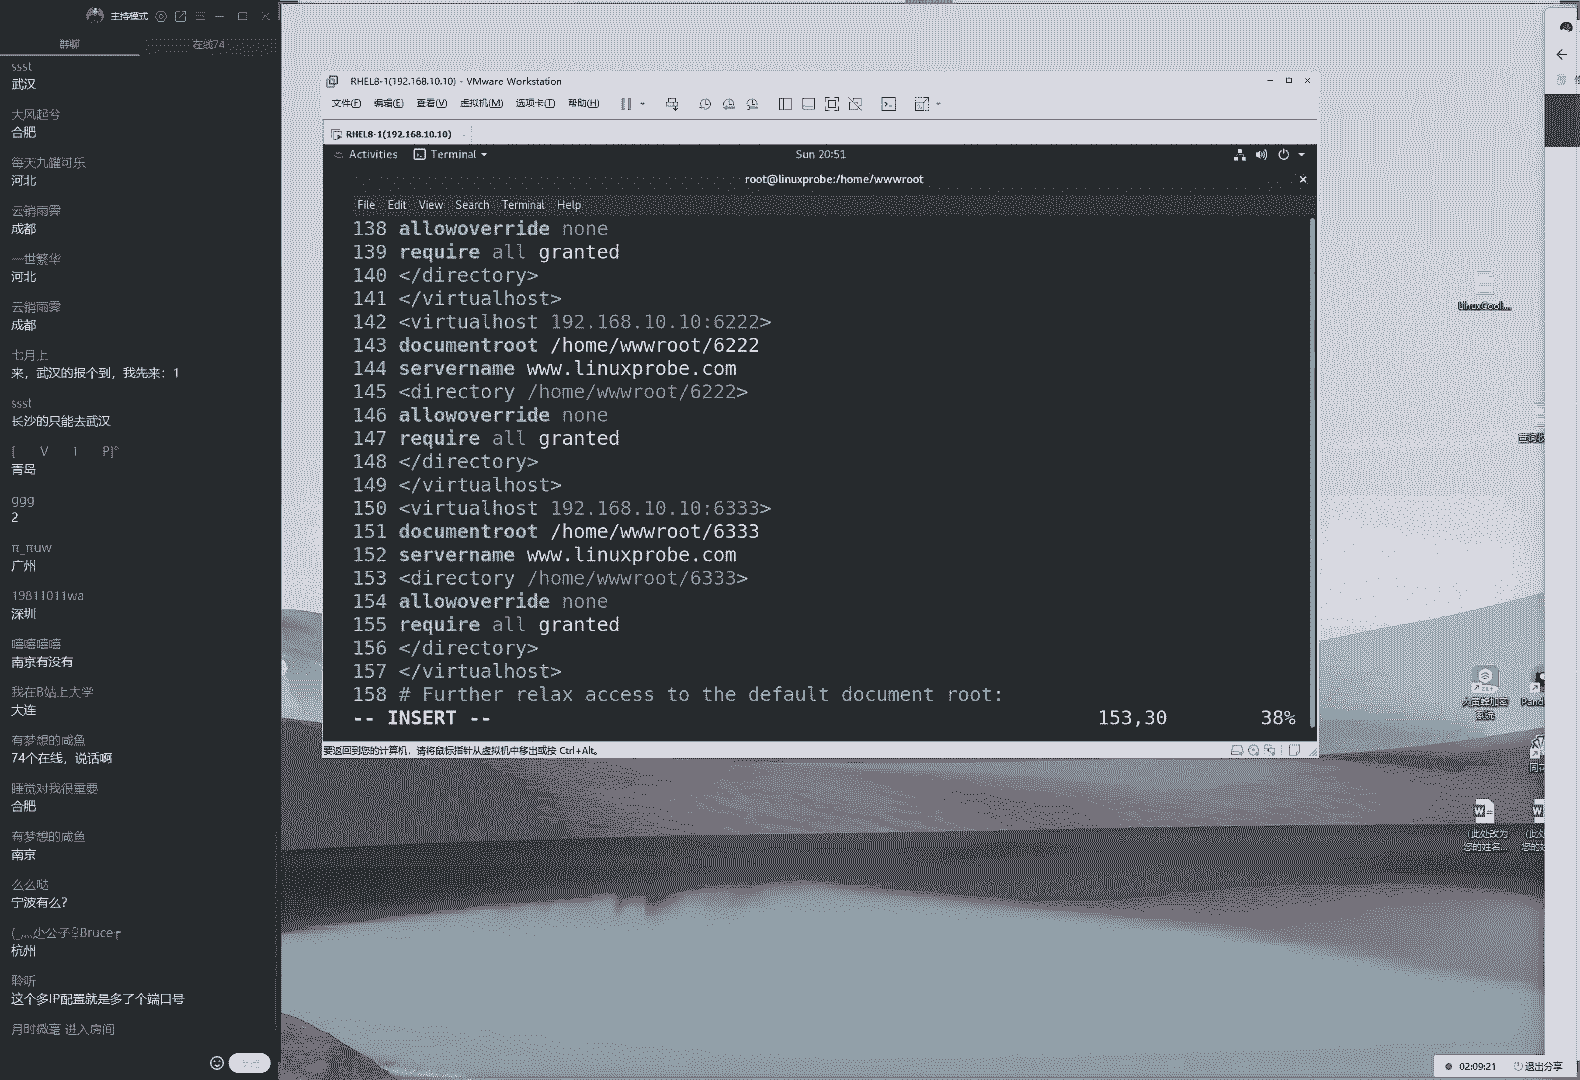 主持模式
群聊
在线74
ssst
武汉
大风起兮
合肥
每天九罐可乐
河北
云销雨霁
成都
一世繁华
河北
云销雨霁
成都
七月上
来，武汉的报个到，我先来：1
ssst
长沙的只能去武汉
[ V I P]°
青岛
ggg
2
π_πuw
广州
19811011wa
深圳
嘻嘻嘻嘻
南京有没有
我在B站上大学
大连
有梦想的咸鱼
74个在线，说话啊
睡觉对我很重要
合肥
有梦想的咸鱼
南京
么么哒
宁波有么?
杭州
聆听
这个多IP配置就是多了个端口号
月时微毫 进入房间
RHEL8-1(192.168.10.10) - VMware Workstation
文件(F) 编辑(E) 查看(V) 虚拟机(M) 选项卡(T) 帮助(H)
RHEL8-1(192.168.10.10)
Activities Terminal Sun 20:51
root@linuxprobe:/home/wwwroot
File Edit View Search Terminal Help
138 allowoverride none
139 require all granted
140 </directory>
141 </virtualhost>
142 <virtualhost 192.168.10.10:6222>
143 documentroot /home/wwwroot/6222
144 servername www.linuxprobe.com
145 <directory /home/wwwroot/6222>
146 allowoverride none
147 require all granted
148 </directory>
149 </virtualhost>
150 <virtualhost 192.168.10.10:6333>
151 documentroot /home/wwwroot/6333
152 servername www.linuxprobe.com
153 <directory /home/wwwroot/6333>
154 allowoverride none
155 require all granted
156 </directory>
157 </virtualhost>
158 # Further relax access to the default document root:
-- INSERT -- 153,30 38%
要返回到您的计算机，请将鼠标指针从虚拟机中移出或按 Ctrl+Alt。
(此处改为
您的姓名...
02:09:21 退出分享